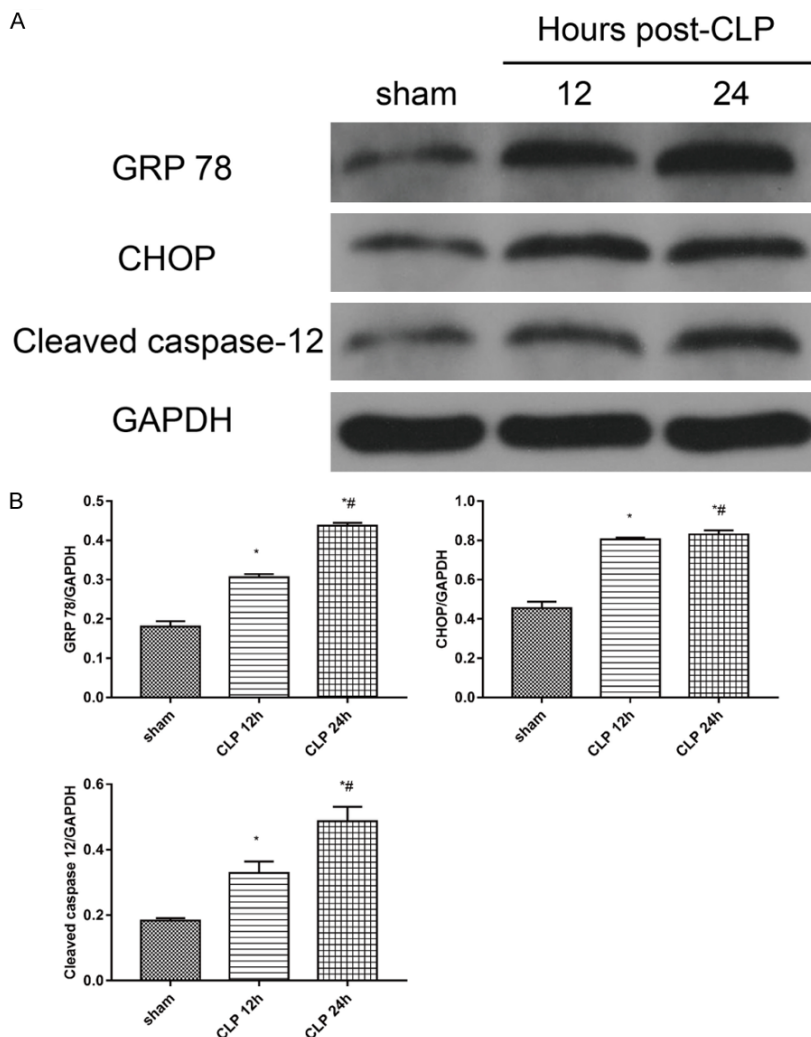 A
Hours post-CLP
sham 12 24
GRP 78
CHOP
Cleaved caspase-12
GAPDH
B
GRP 78/GAPDH
0.5
0.4
0.3
0.2
0.1
0.0
*
*#
sham CLP 12h CLP 24h
CHOP/GAPDH
1.0
0.8
0.6
0.4
0.2
0.0
*
*#
sham CLP 12h CLP 24h
Cleaved caspase 12/GAPDH
0.6
0.4
0.2
0.0
*
*#
sham CLP 12h CLP 24h